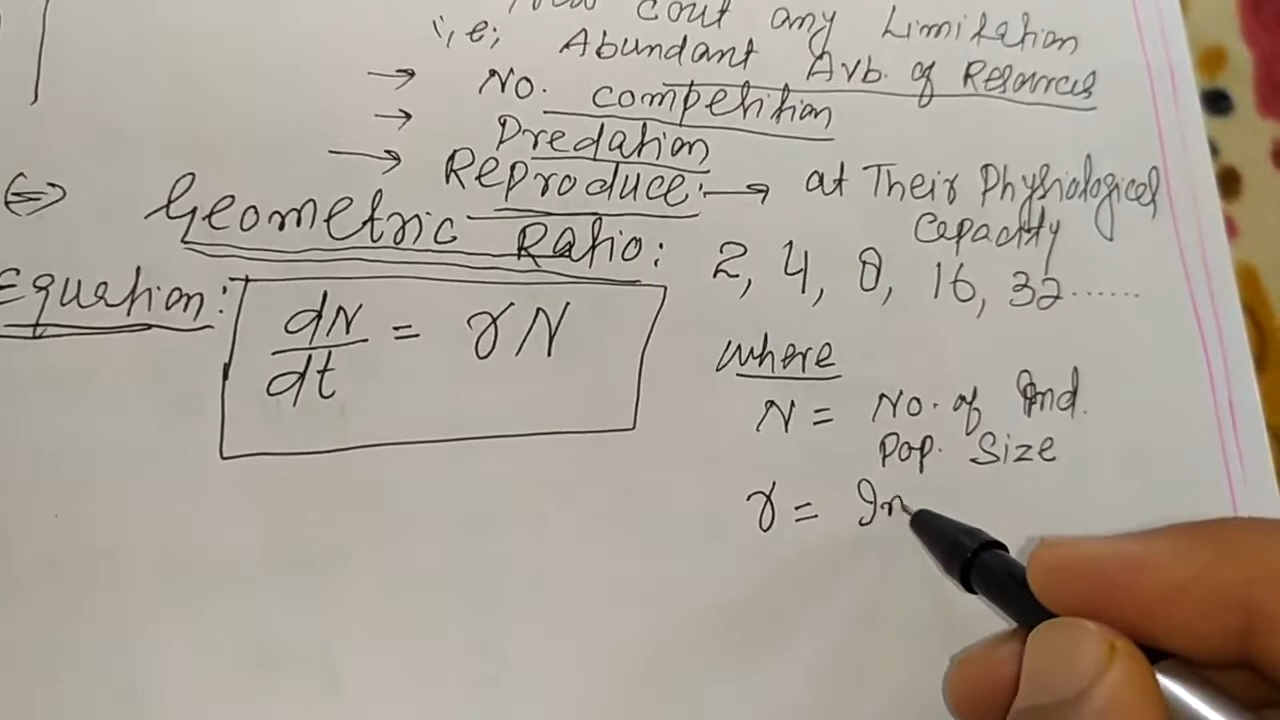 cout any Limitation
i,e; Abundant Avb. of Resources
→ No. competition
→ Predation
→ Reproduce: → at Their Physiological Capacity
⇔ Geometric Ratio: 2, 4, 8, 16, 32......
Equation: dN/dt = rN
where
N = No. of Ind.
Pop. Size
r = In